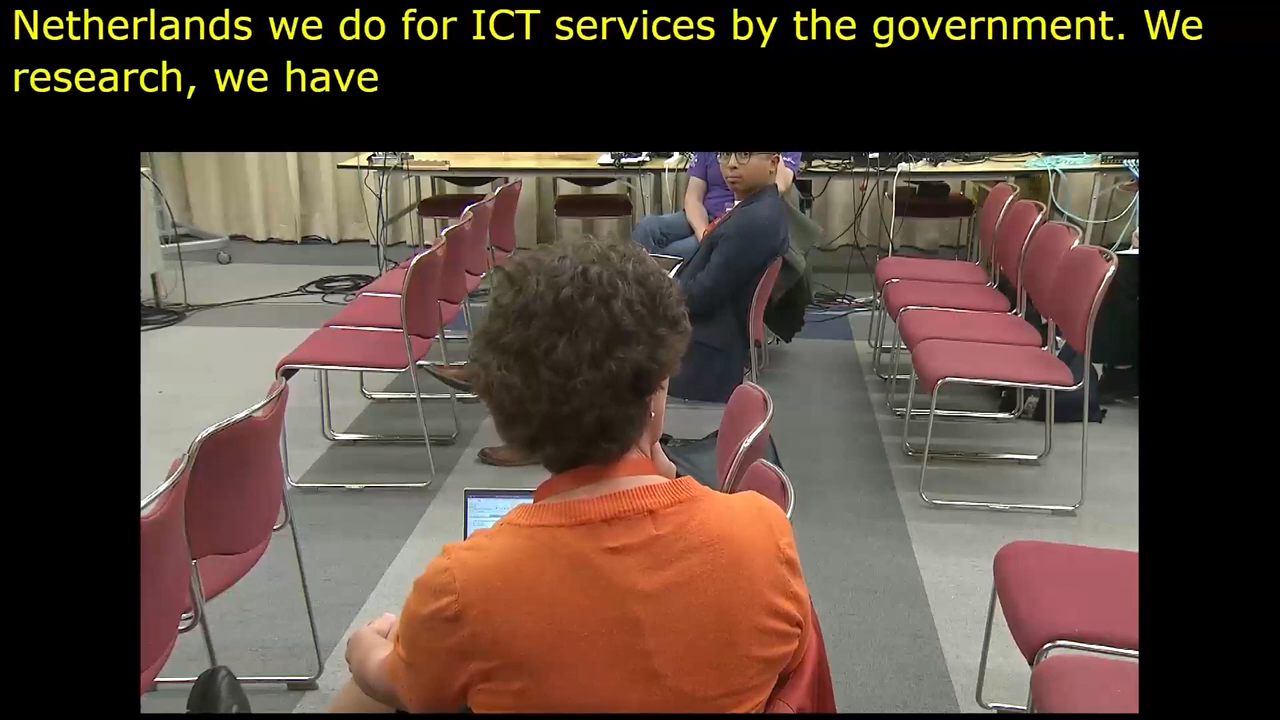 Netherlands we do for ICT services by the government. We
research, we have